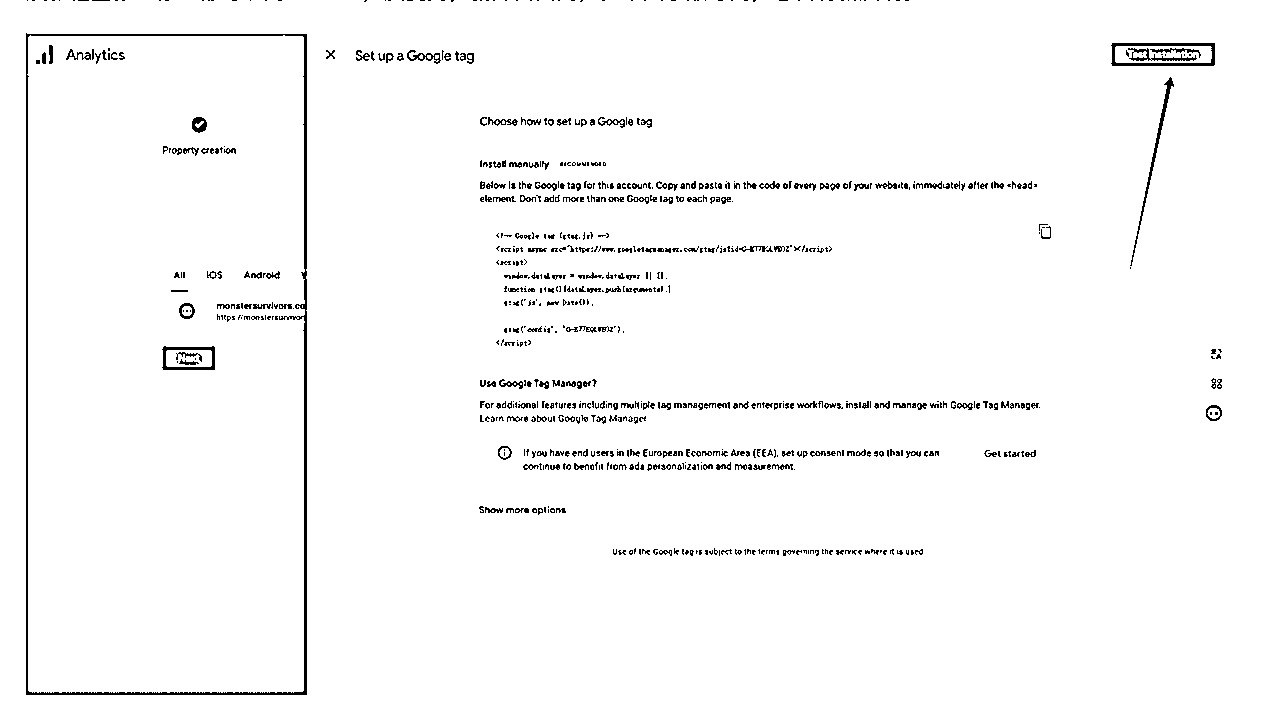 Analytics
Set up a Google tag
Test installation
Property creation
Choose how to set up a Google tag
Install manually RECOMMENDED
Below is the Google tag for this account. Copy and paste it in the code of every page of your website, immediately after the <head>
element. Don't add more than one Google tag to each page.
<!-- Google tag (gtag.js) -->
<script async src="https://www.googletagmanager.com/gtag/js?id=
<script>
window.dataLayer = window.dataLayer || [];
function gtag(){dataLayer.push(arguments);}
gtag('js', new Date());
gtag('config',
</script>
All iOS Android
monstersurvivors.co
https://monstersurvivor
Next
Use Google Tag Manager?
For additional features including multiple tag management and enterprise workflows, install and manage with Google Tag Manager.
Learn more about Google Tag Manager
If you have end users in the European Economic Area (EEA), set up consent mode so that you can
continue to benefit from ads personalization and measurement.
Get started
Show more options
Use of the Google tag is subject to the terms governing the service where it is used